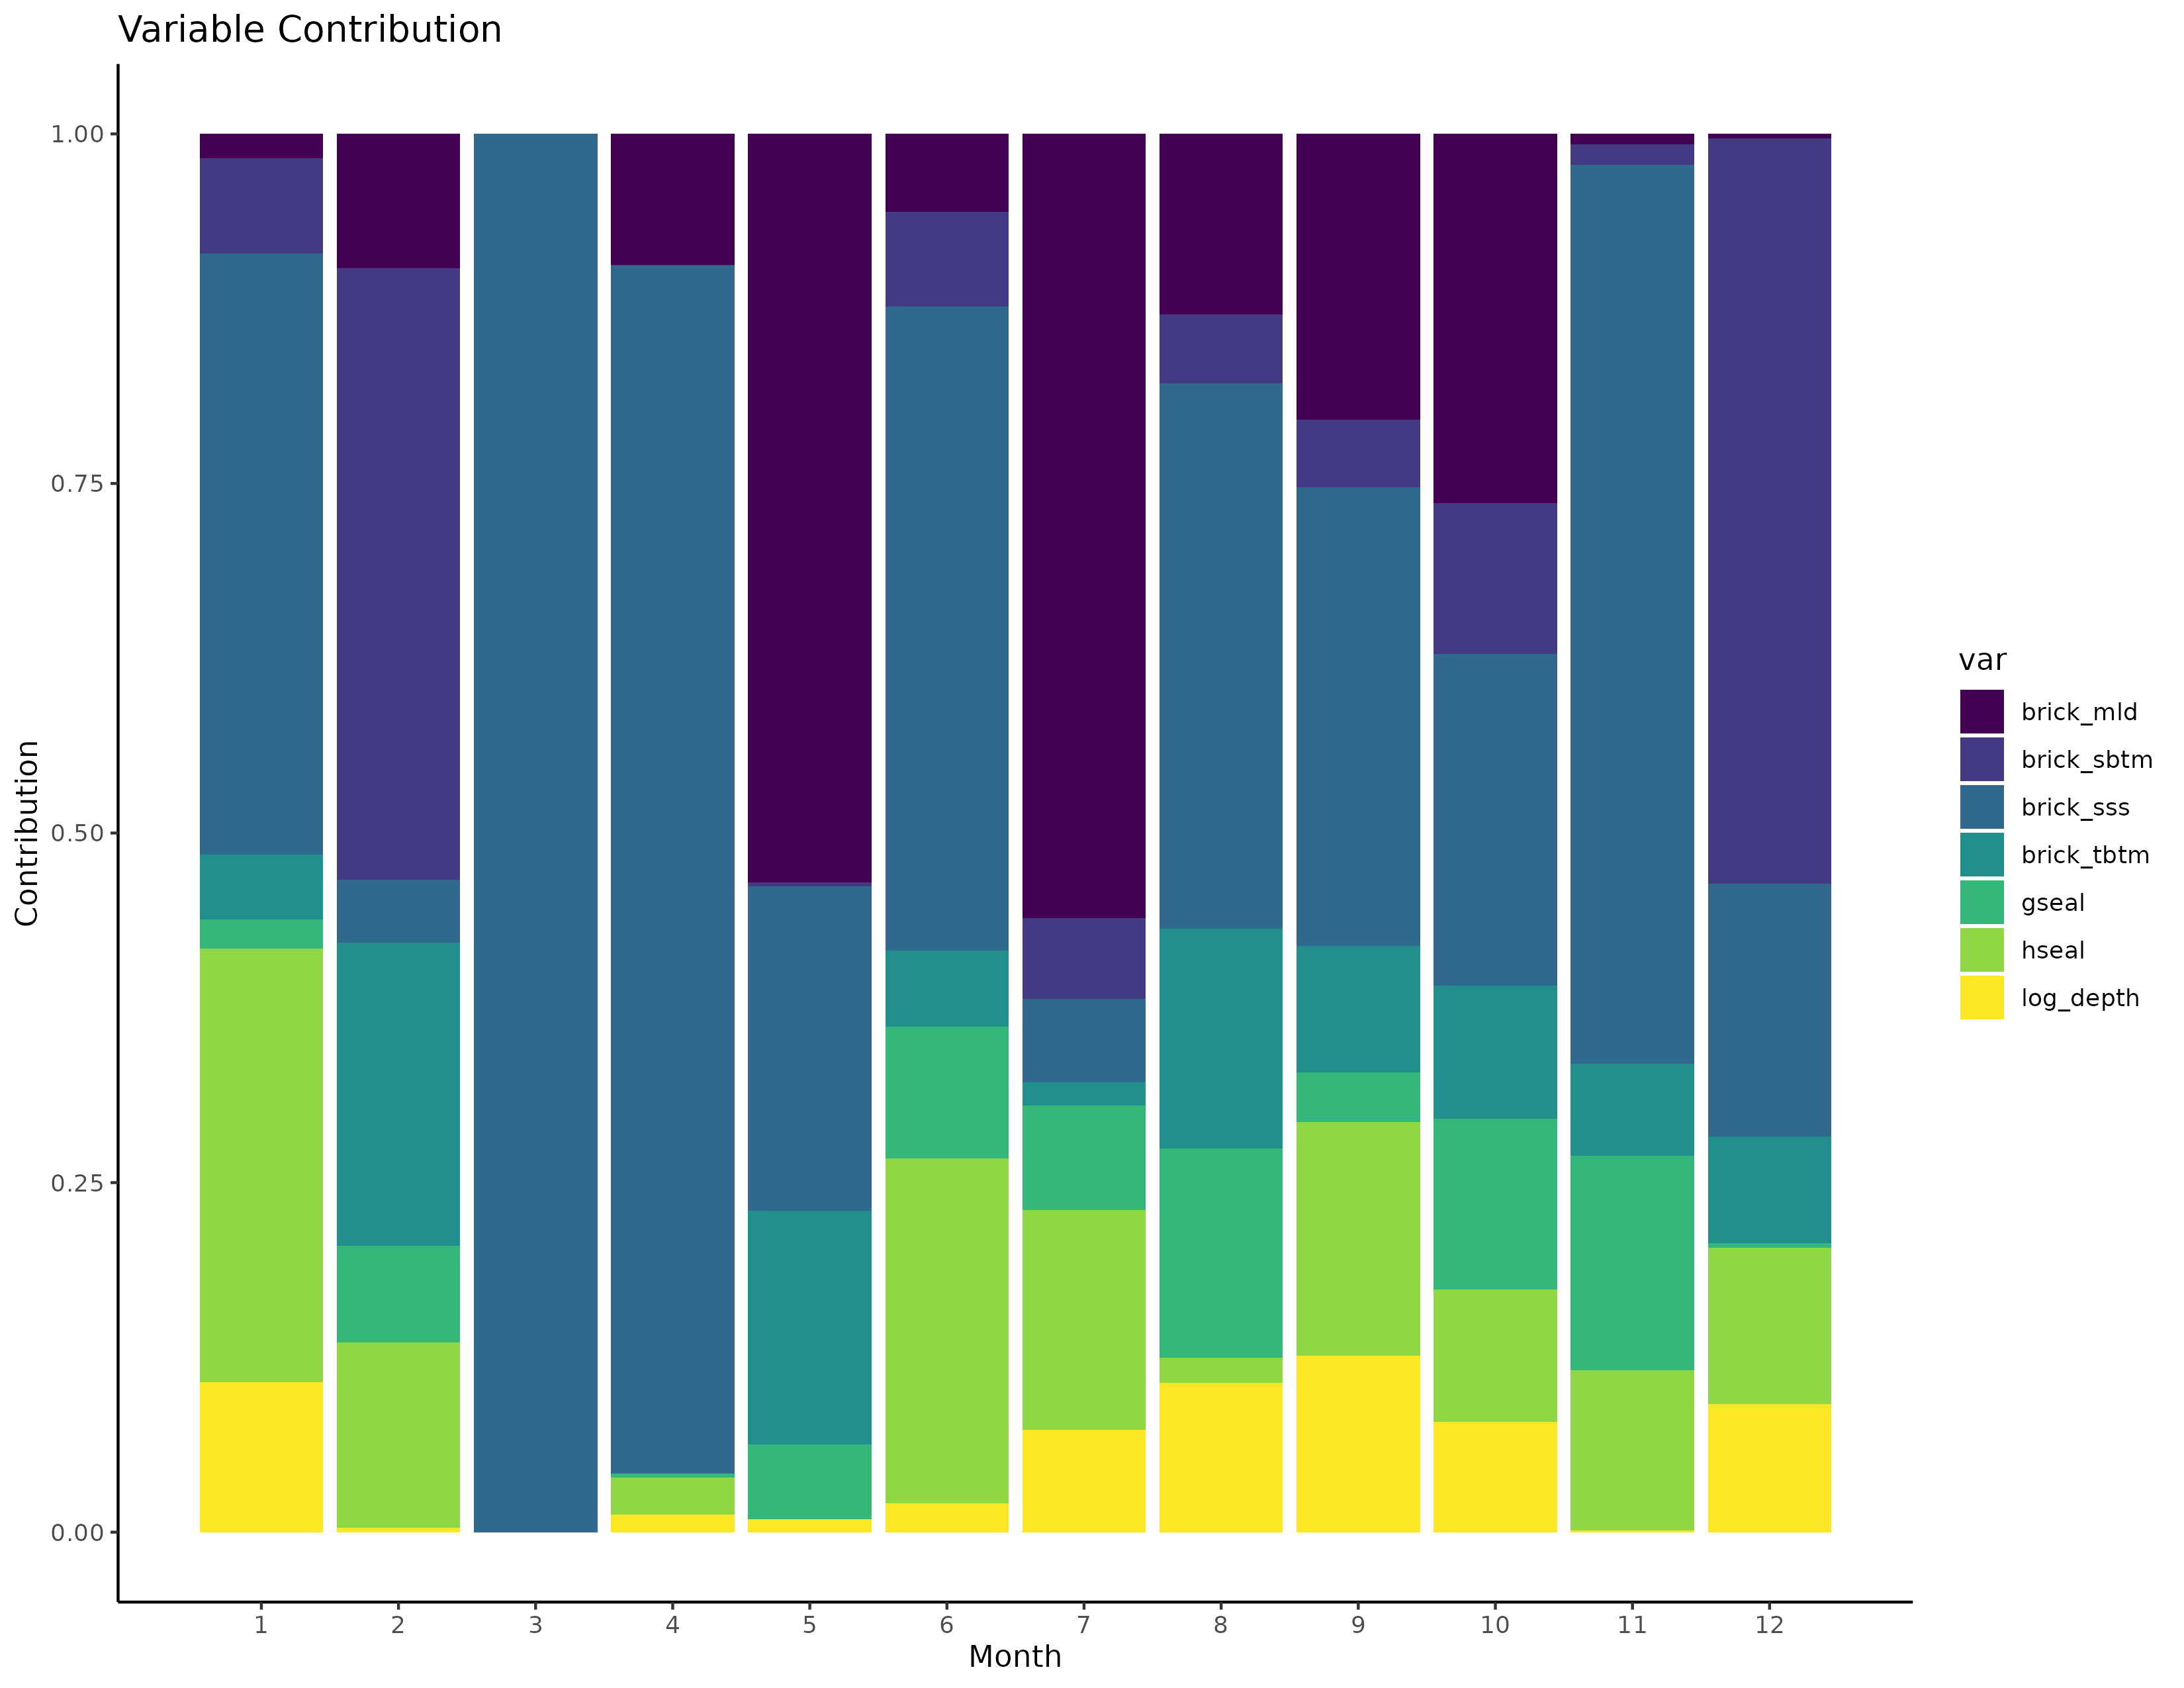 Variable Contribution
Contribution
1.00
0.75
0.50
0.25
0.00
1 2 3 4 5 6 7 8 9 10 11 12
Month
var
brick_mld
brick_sbtm
brick_sss
brick_tbtm
gseal
hseal
log_depth